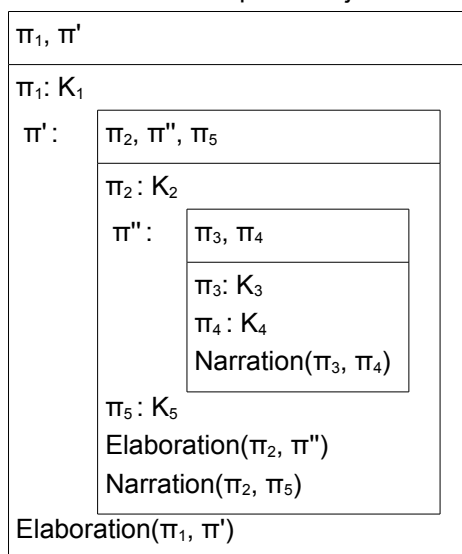 π₁, π'
π₁: K₁
π' : π₂, π'', π₅
π₂ : K₂
π'' : π₃, π₄
π₃: K₃
π₄ : K₄
Narration(π₃, π₄)
π₅ : K₅
Elaboration(π₂, π'')
Narration(π₂, π₅)
Elaboration(π₁, π')